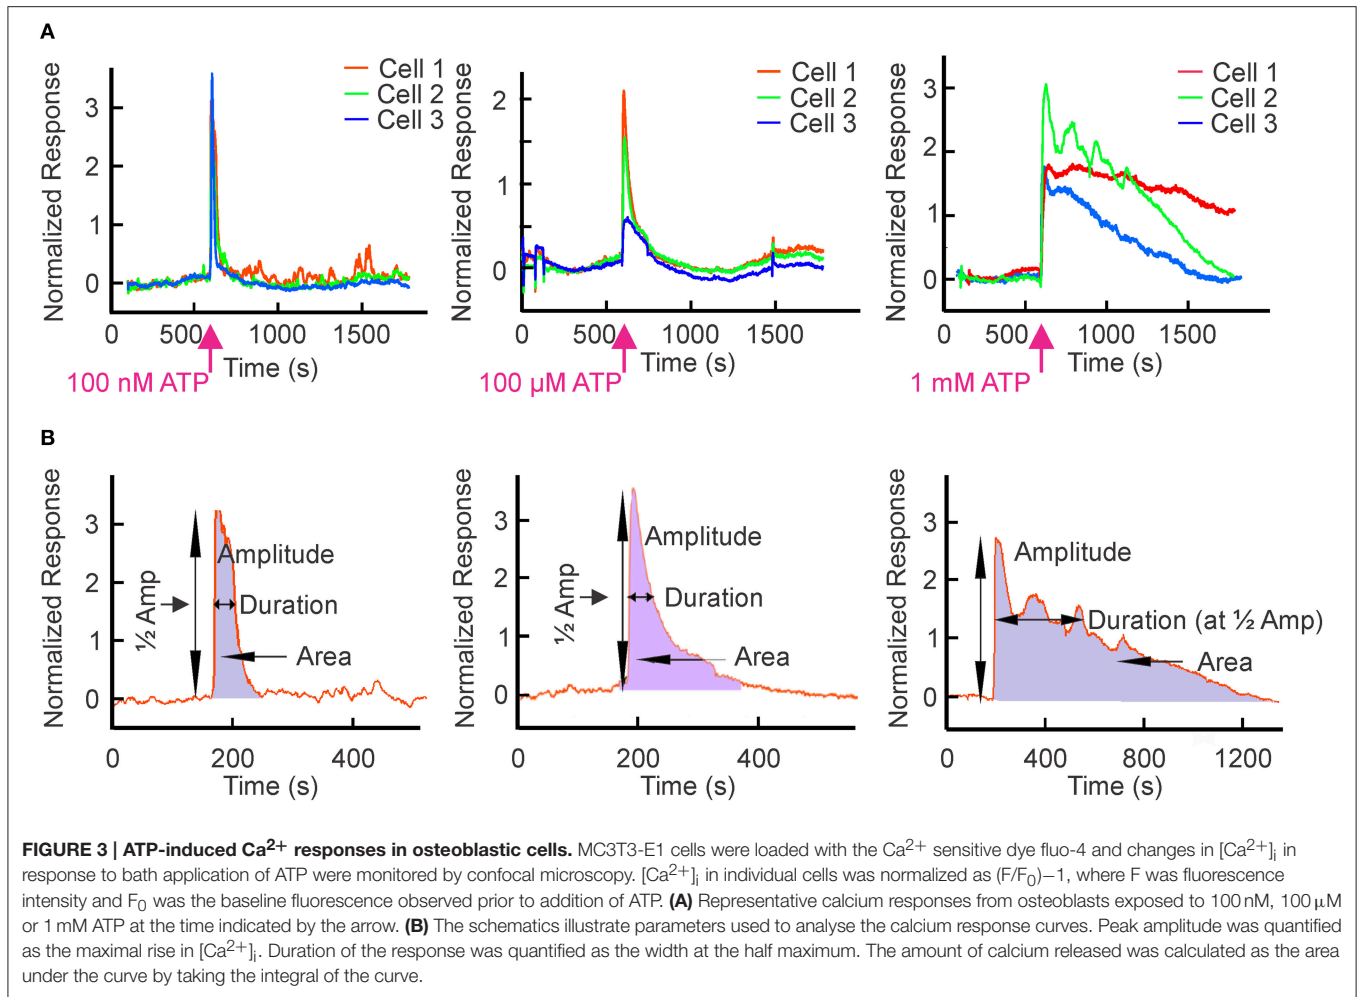 A
Normalized Response
3
2
1
0
Cell 1
Cell 2
Cell 3
0 500 1000 1500
Time (s)
100 nM ATP
Normalized Response
2
1
0
Cell 1
Cell 2
Cell 3
0 500 1000 1500
Time (s)
100 µM ATP
Normalized Response
3
2
1
0
Cell 1
Cell 2
Cell 3
0 500 1000 1500
Time (s)
1 mM ATP
B
Normalized Response
3
2
1
0
½ Amp
Amplitude
Duration
Area
0 200 400
Time (s)
Normalized Response
3
2
1
0
½ Amp
Amplitude
Duration
Area
0 200 400
Time (s)
Normalized Response
3
2
1
0
Amplitude
Duration (at ½ Amp)
Area
0 400 800 1200
Time (s)
FIGURE 3 | ATP-induced Ca²⁺ responses in osteoblastic cells. MC3T3-E1 cells were loaded with the Ca²⁺ sensitive dye fluo-4 and changes in [Ca²⁺]ᵢ in
response to bath application of ATP were monitored by confocal microscopy. [Ca²⁺]ᵢ in individual cells was normalized as (F/F₀)−1, where F was fluorescence
intensity and F₀ was the baseline fluorescence observed prior to addition of ATP. (A) Representative calcium responses from osteoblasts exposed to 100 nM, 100 µM
or 1 mM ATP at the time indicated by the arrow. (B) The schematics illustrate parameters used to analyse the calcium response curves. Peak amplitude was quantified
as the maximal rise in [Ca²⁺]ᵢ. Duration of the response was quantified as the width at the half maximum. The amount of calcium released was calculated as the area
under the curve by taking the integral of the curve.